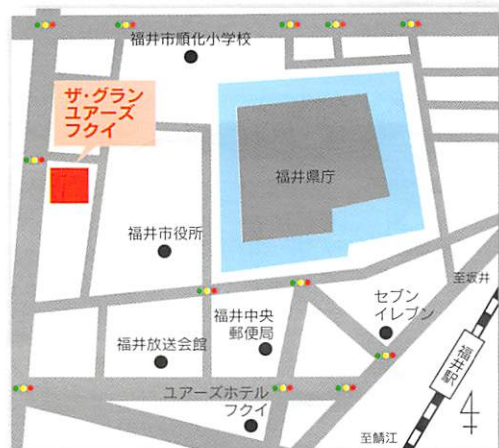 福井市順化小学校
ザ・グラン
ユアーズ
フクイ
福井県庁
福井市役所
至坂井
セブン
イレブン
福井中央
郵便局
福井放送会館
福井駅
ユアーズホテル
フクイ
至鯖江